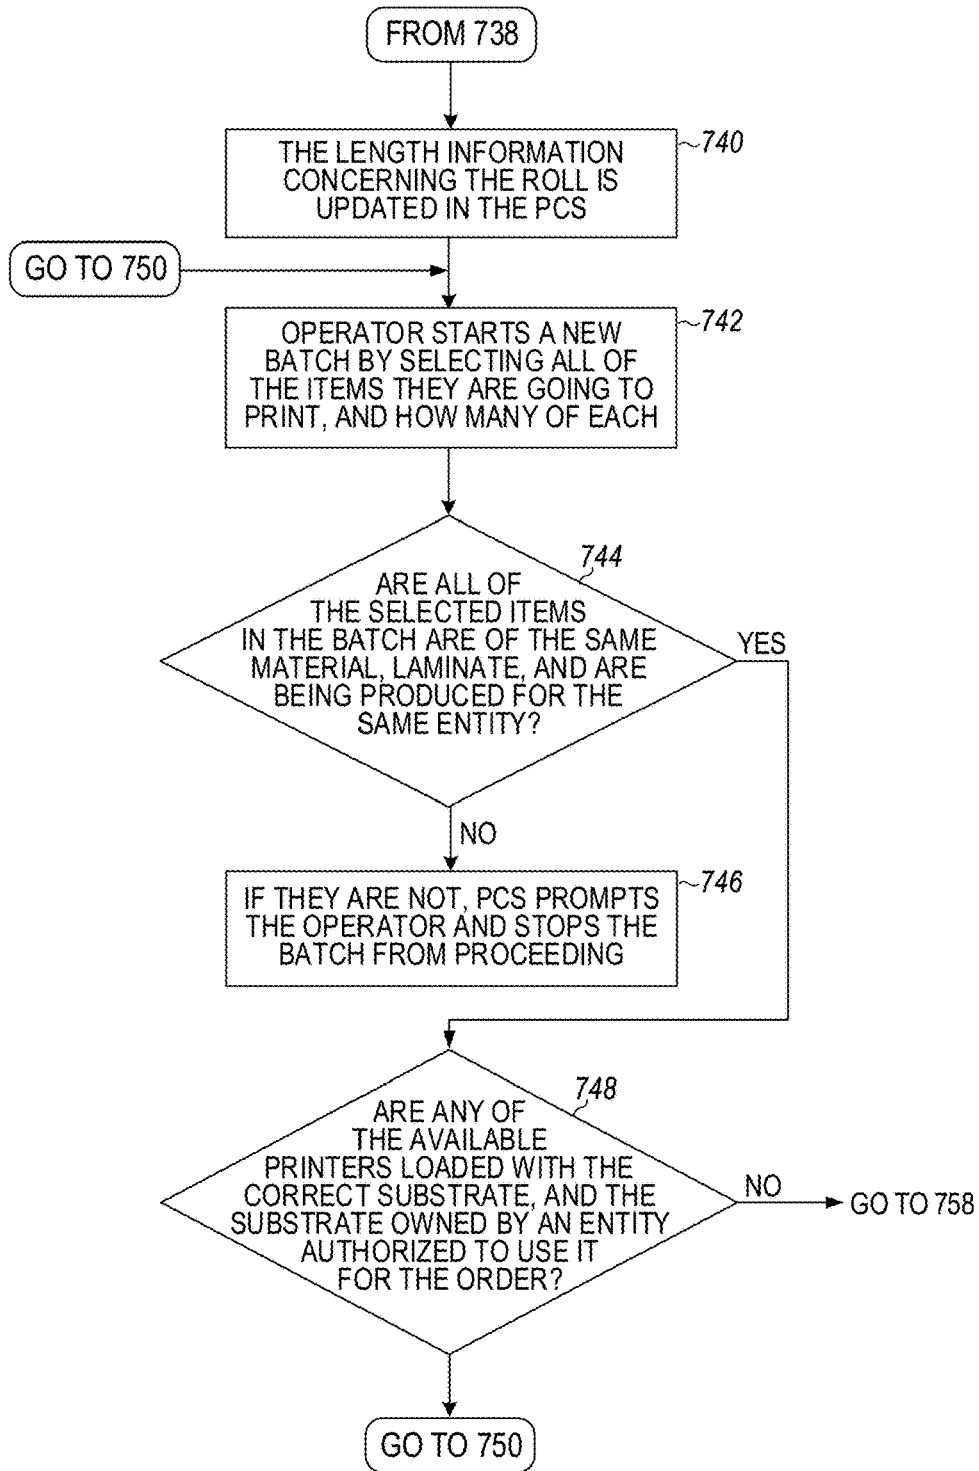 FROM 738
740
THE LENGTH INFORMATION
CONCERNING THE ROLL IS
UPDATED IN THE PCS
GO TO 750
742
OPERATOR STARTS A NEW
BATCH BY SELECTING ALL OF
THE ITEMS THEY ARE GOING TO
PRINT, AND HOW MANY OF EACH
744
ARE ALL OF
THE SELECTED ITEMS
IN THE BATCH ARE OF THE SAME
MATERIAL, LAMINATE, AND ARE
BEING PRODUCED FOR THE
SAME ENTITY?
YES
NO
746
IF THEY ARE NOT, PCS PROMPTS
THE OPERATOR AND STOPS THE
BATCH FROM PROCEEDING
748
ARE ANY OF
THE AVAILABLE
PRINTERS LOADED WITH THE
CORRECT SUBSTRATE, AND THE
SUBSTRATE OWNED BY AN ENTITY
AUTHORIZED TO USE IT
FOR THE ORDER?
NO
GO TO 758
GO TO 750